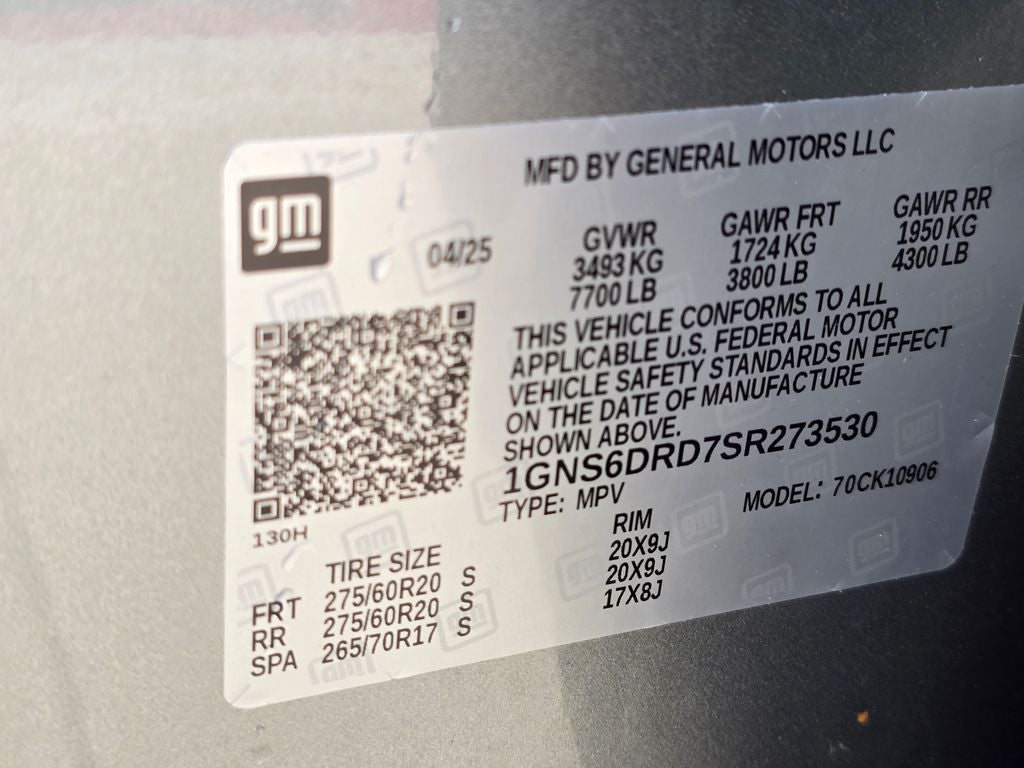 gm
MFD BY GENERAL MOTORS LLC
04/25
GVWR GAWR FRT GAWR RR
3493 KG 1724 KG 1950 KG
7700 LB 3800 LB 4300 LB
THIS VEHICLE CONFORMS TO ALL
APPLICABLE U.S. FEDERAL MOTOR
VEHICLE SAFETY STANDARDS IN EFFECT
ON THE DATE OF MANUFACTURE
SHOWN ABOVE.
1GNS6DRD7SR273530
TYPE: MPV MODEL: 70CK10906
130H
TIRE SIZE RIM
FRT 275/60R20 S 20X9J
RR 275/60R20 S 20X9J
SPA 265/70R17 S 17X8J